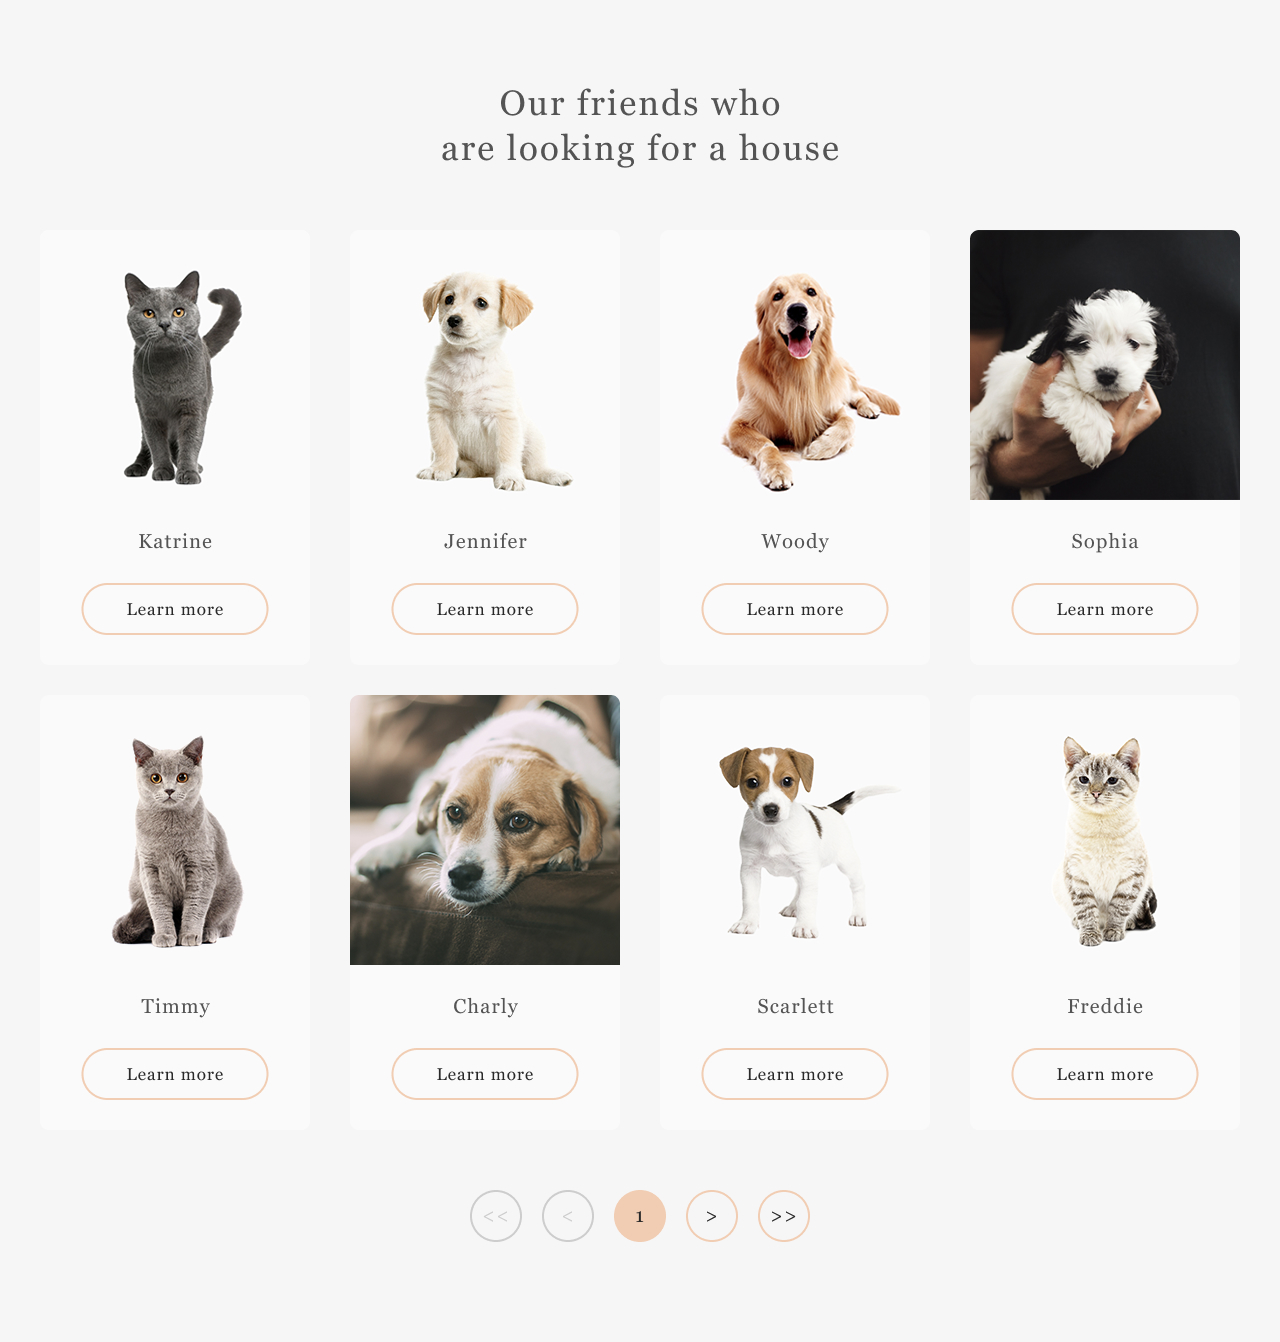 Our friends who
are looking for a house
Katrine
Jennifer
Woody
Sophia
Learn more
Learn more
Learn more
Learn more
Timmy
Charly
Scarlett
Freddie
Learn more
Learn more
Learn more
Learn more
<<
<
1
>
>>